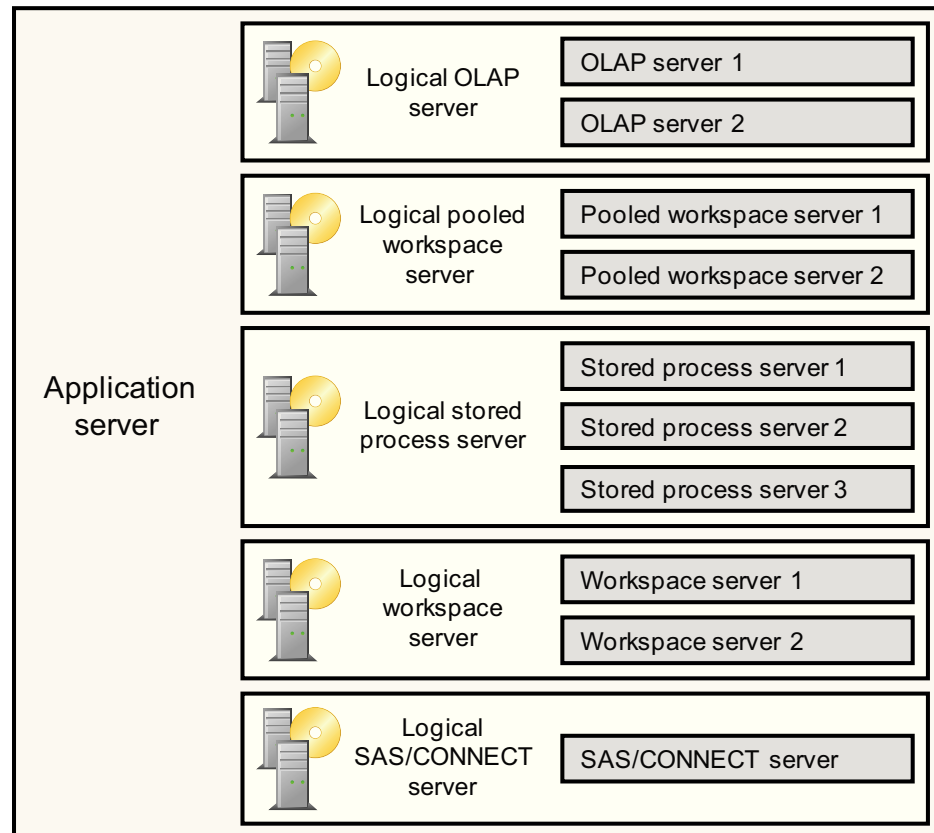 Application
server
Logical OLAP
server
OLAP server 1
OLAP server 2
Logical pooled
workspace
server
Pooled workspace server 1
Pooled workspace server 2
Logical stored
process server
Stored process server 1
Stored process server 2
Stored process server 3
Logical
workspace
server
Workspace server 1
Workspace server 2
Logical
SAS/CONNECT
server
SAS/CONNECT server